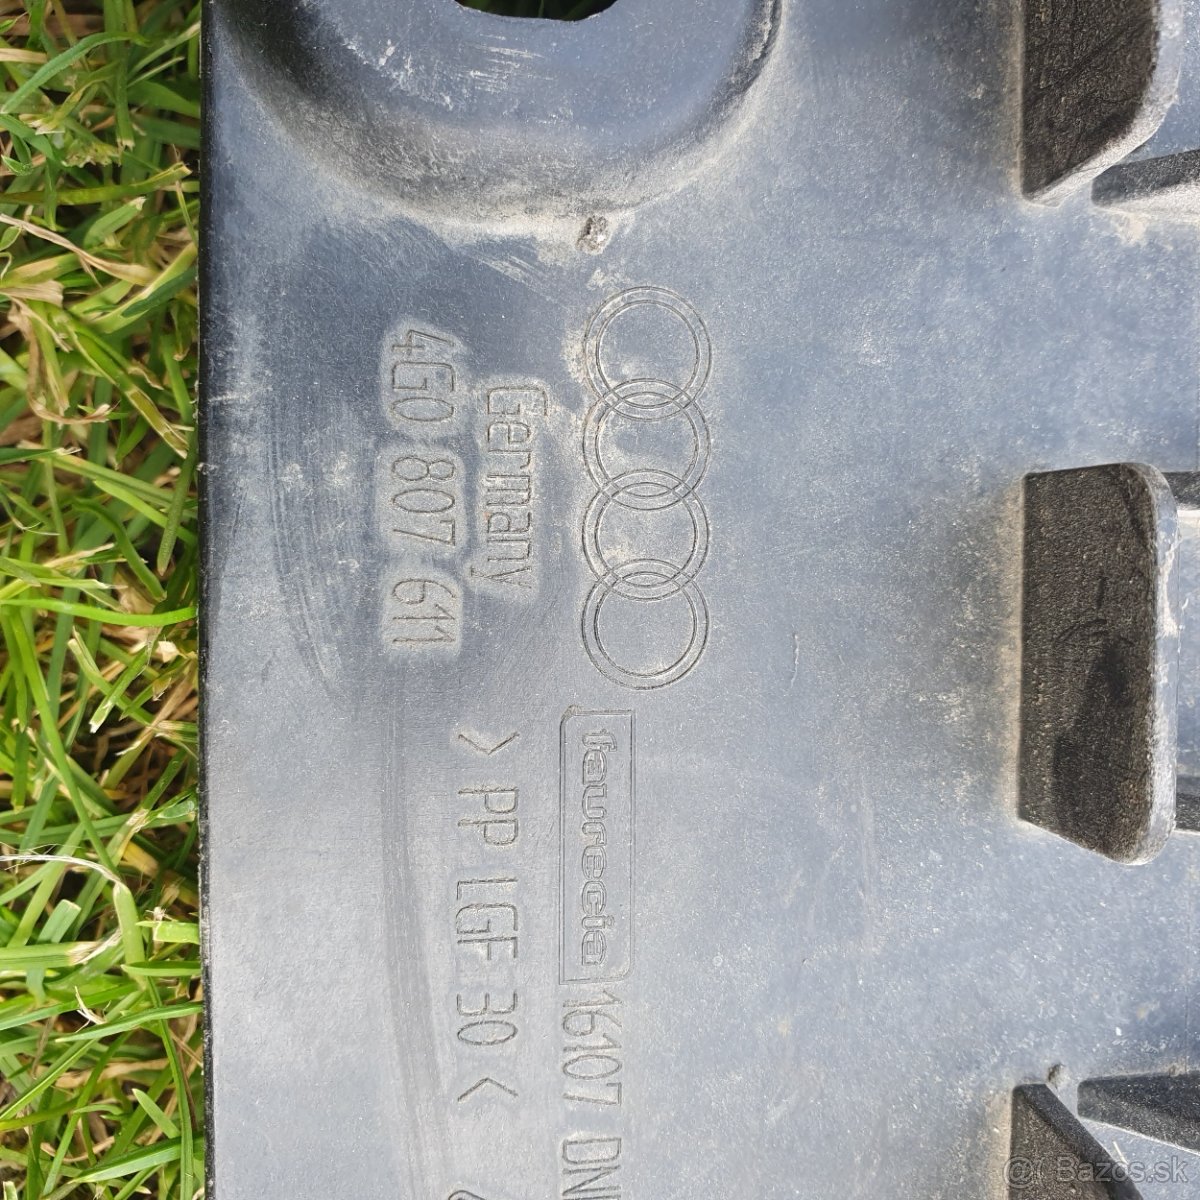 faurecia 16107 DN
Germany
>PP LGF 30<
4G0 807 611
@ Bazos.sk